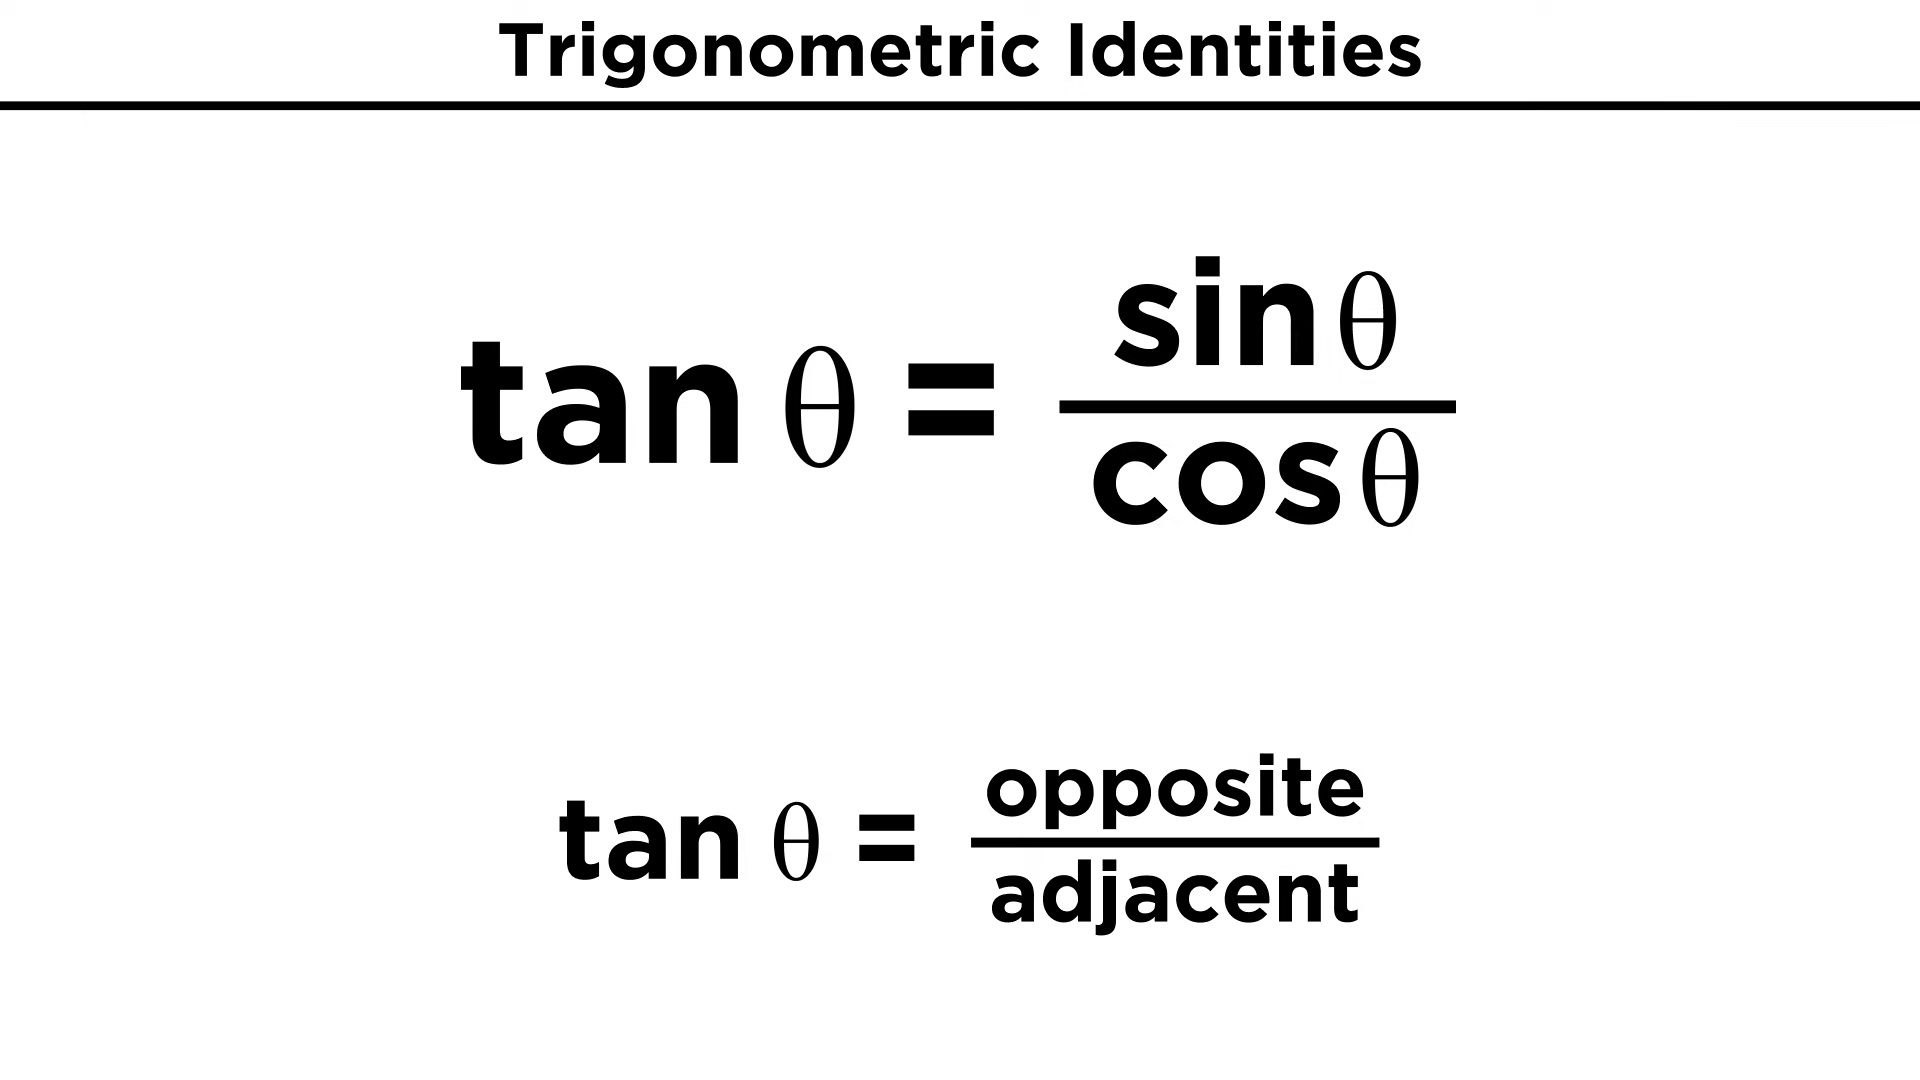 Trigonometric Identities
tan θ = sin θ / cos θ
tan θ = opposite / adjacent